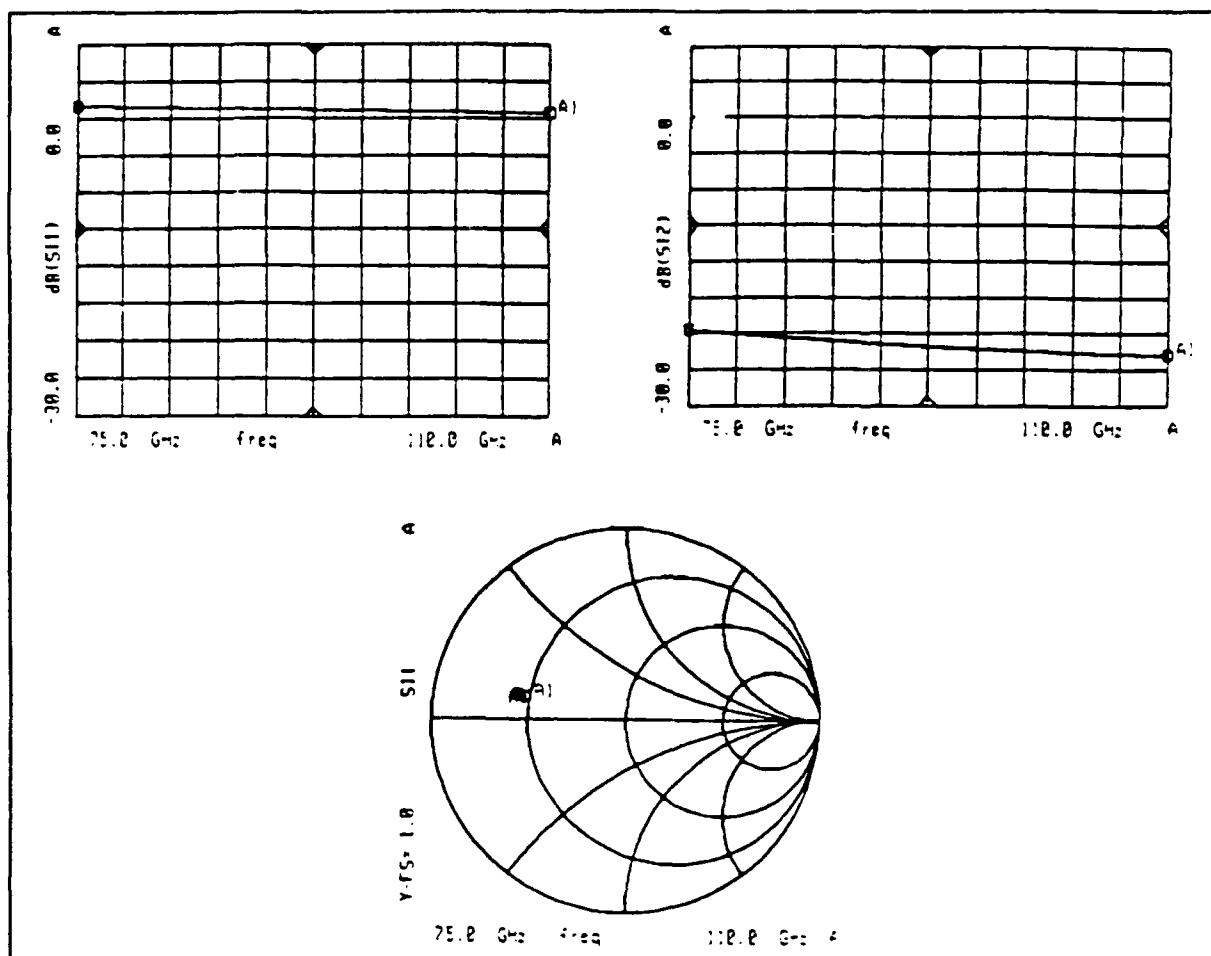 A
0.0
dB(S11)
-30.0
A1
75.0 GHz freq 110.0 GHz A
A
0.0
dB(S12)
-30.0
A1
75.0 GHz freq 110.0 GHz A
A
S11
Y-FS= 1.0
A1
75.0 GHz freq 110.0 GHz A